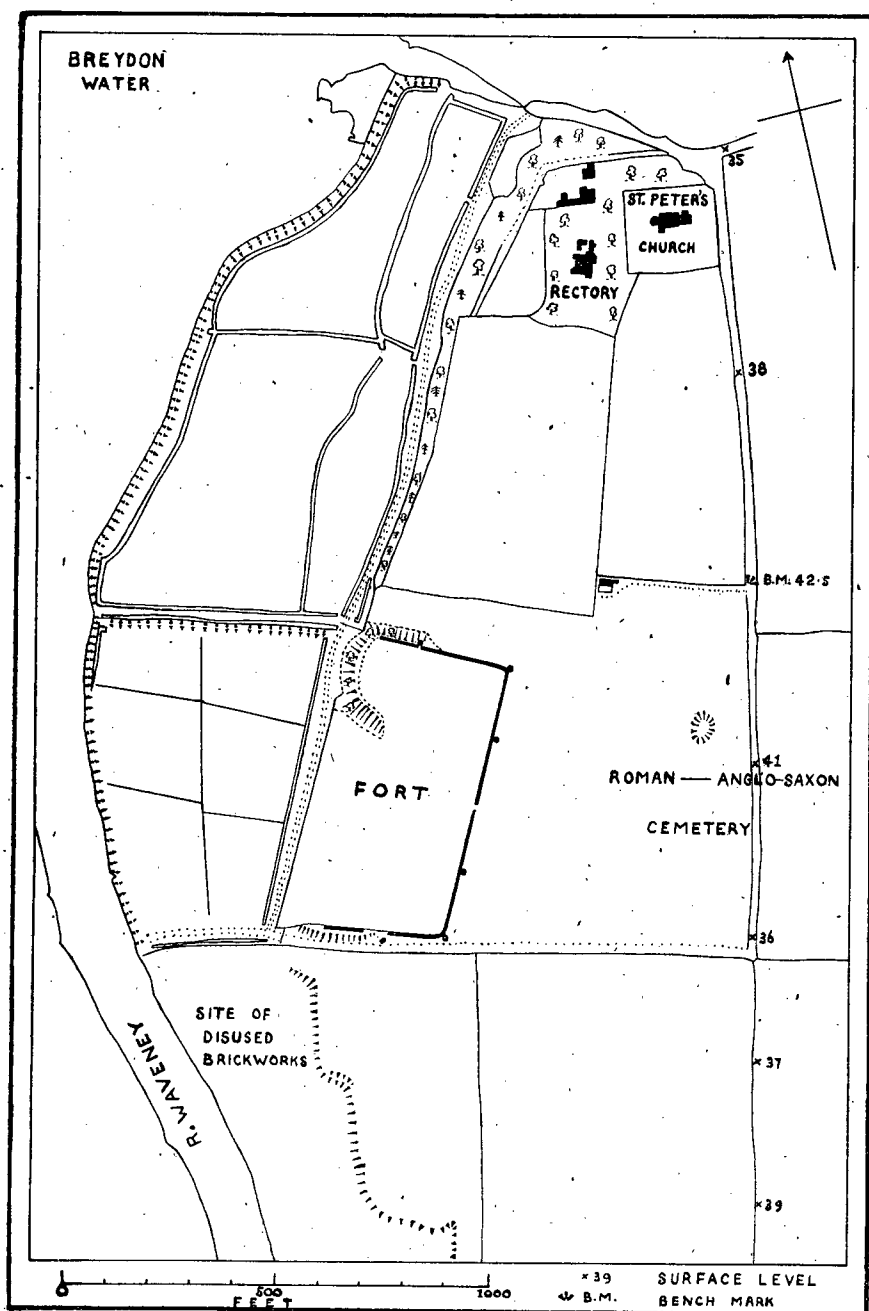 BREYDON
WATER
35
ST. PETER'S
CHURCH
RECTORY
38
B.M. 42·5
41
ROMAN — ANGLO-SAXON
CEMETERY
FORT
36
SITE OF
DISUSED
BRICKWORKS
R. WAVENEY
37
39
0 500 1000
FEET
×39 SURFACE LEVEL
B.M. BENCH MARK